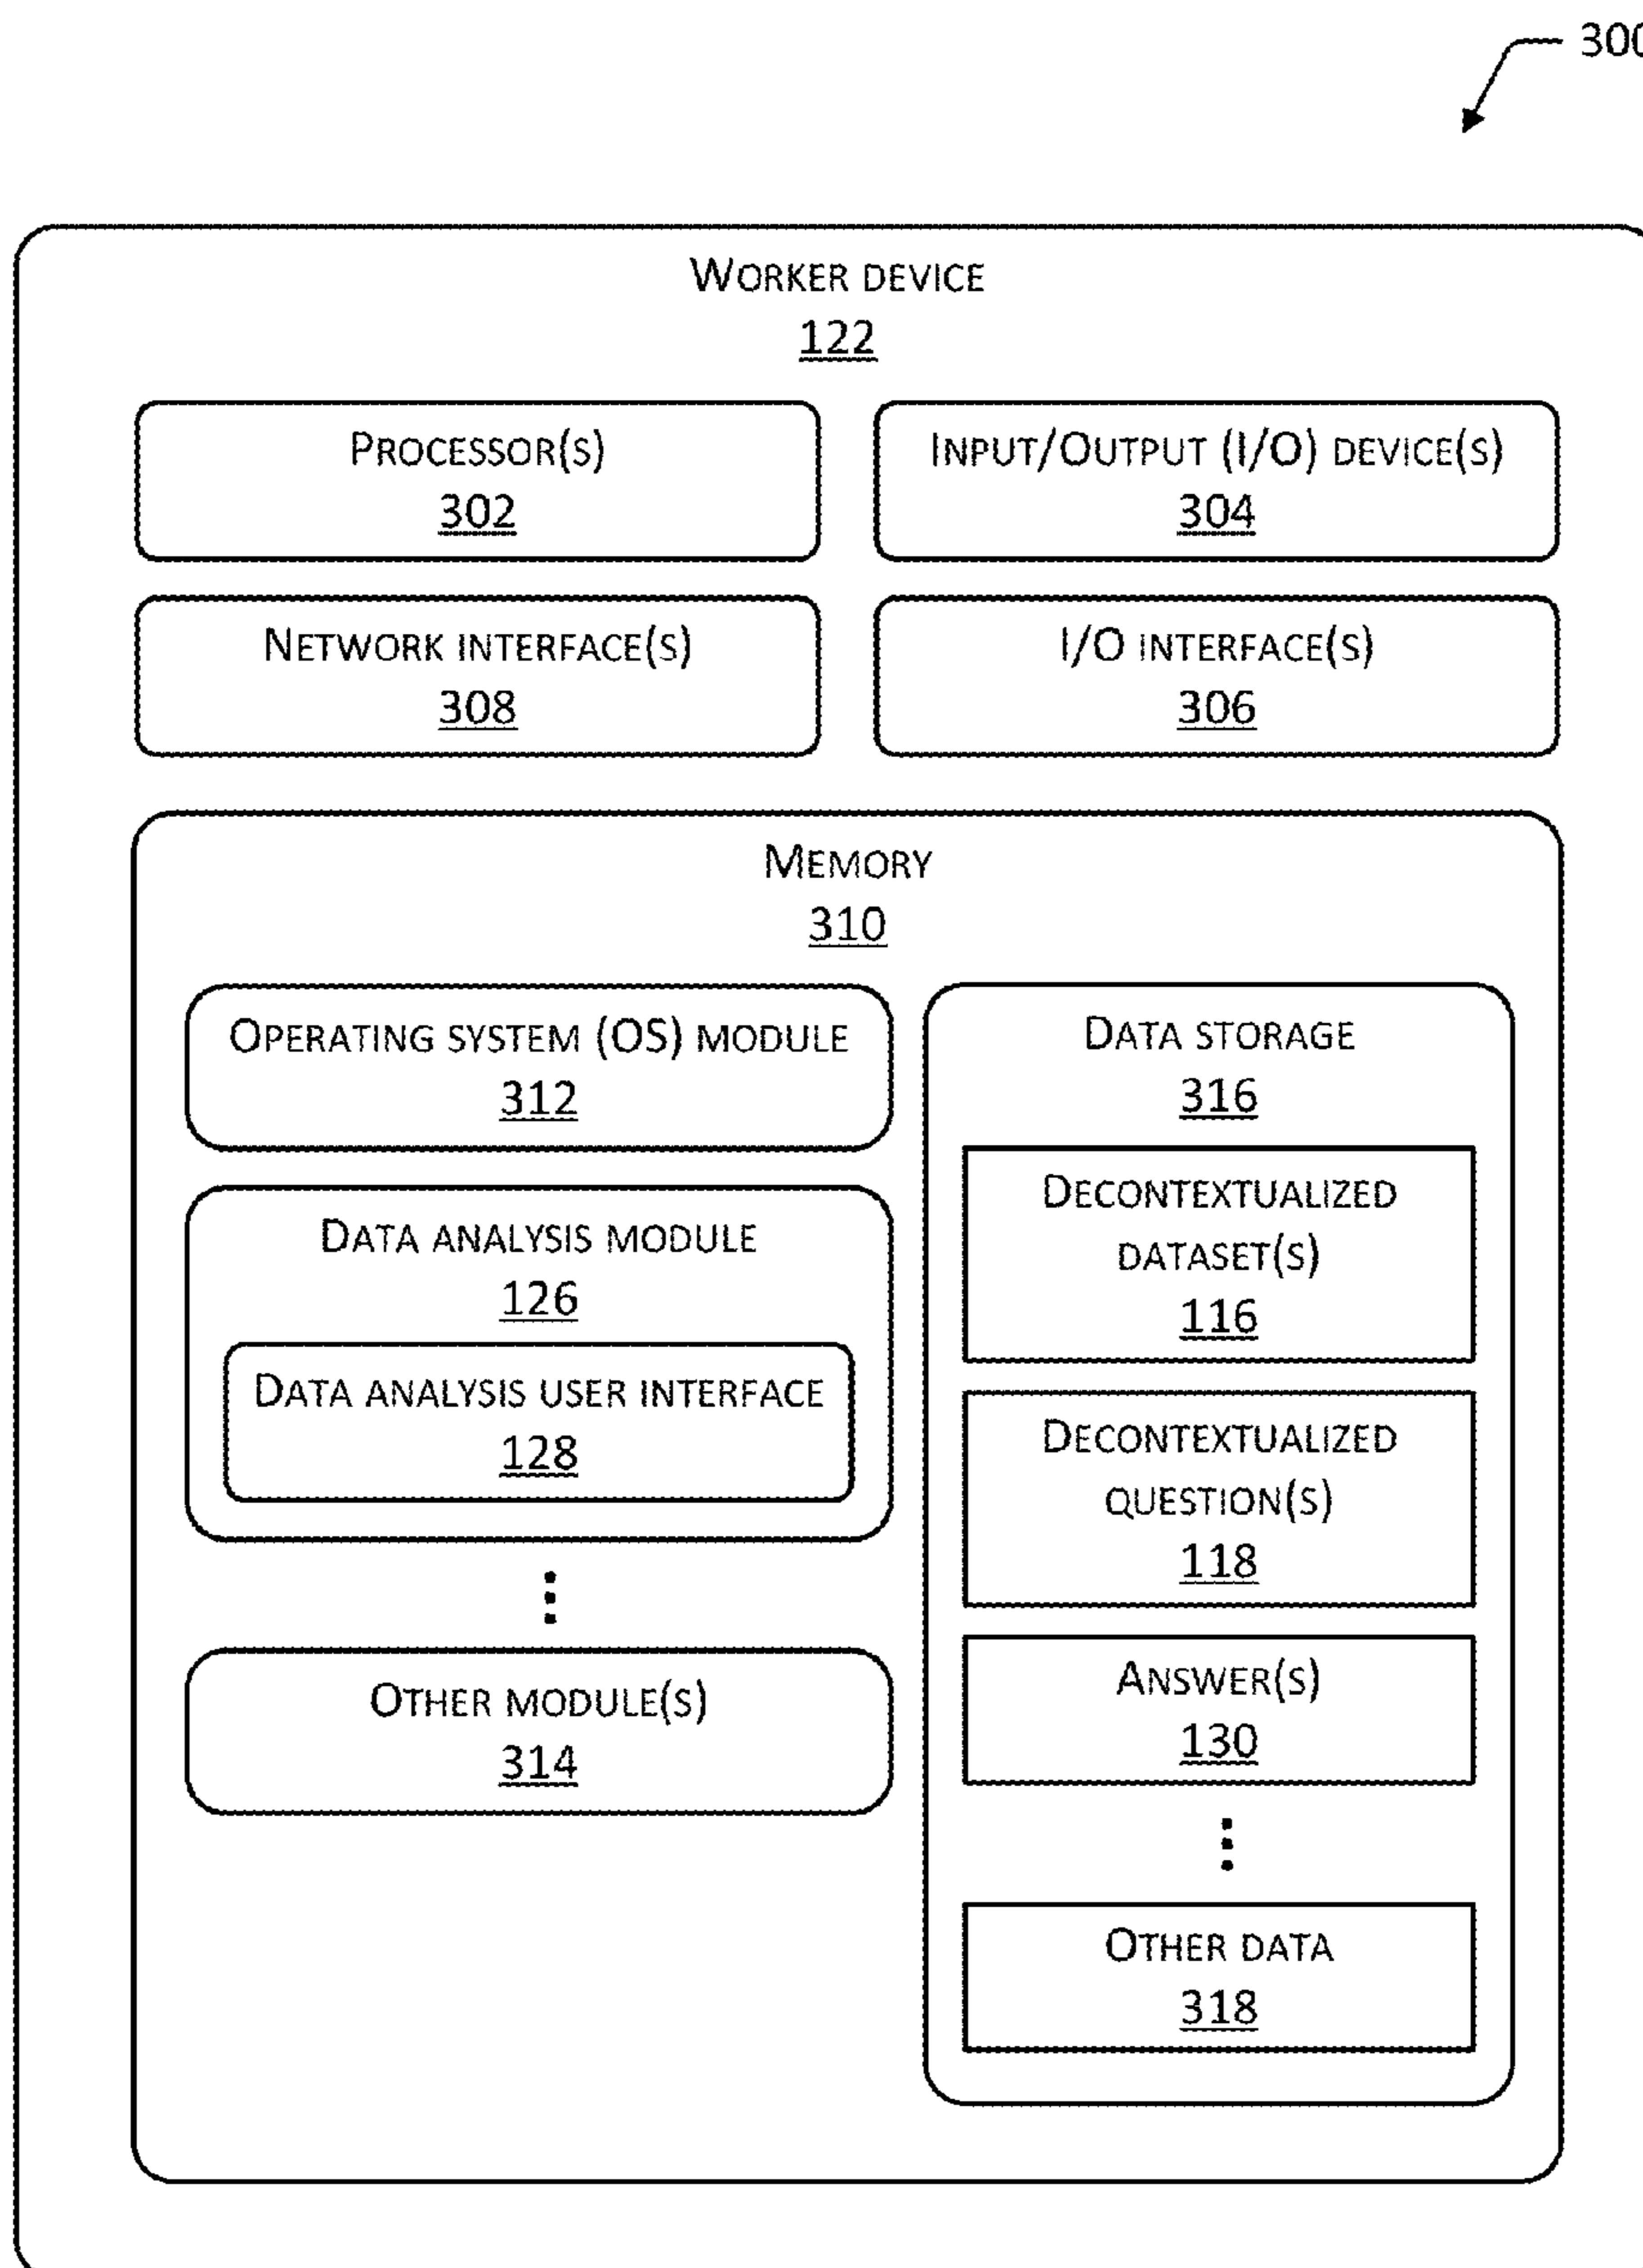 300
Worker device
122
Processor(s)
302
Input/Output (I/O) device(s)
304
Network interface(s)
308
I/O interface(s)
306
Memory
310
Operating system (OS) module
312
Data analysis module
126
Data analysis user interface
128
Other module(s)
314
Data storage
316
Decontextualized
dataset(s)
116
Decontextualized
question(s)
118
Answer(s)
130
Other data
318